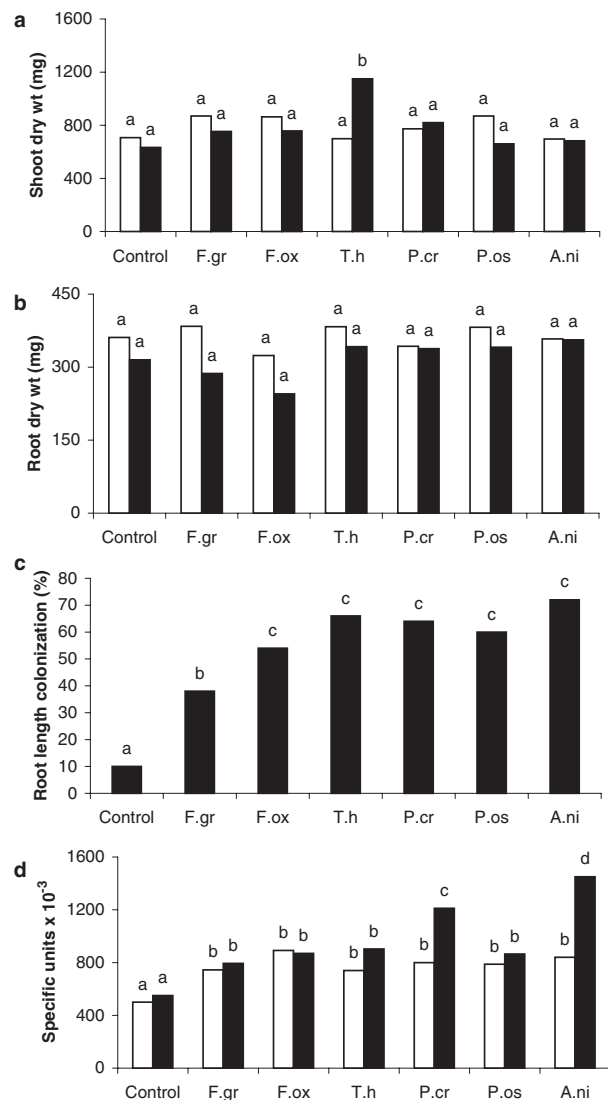 a
Shoot dry wt (mg)
1600
1200
800
400
0
a a a a a a a b a a a a a a
Control F.gr F.ox T.h P.cr P.os A.ni
b
Root dry wt (mg)
450
300
150
0
a a a a a a a a a a a a a a
Control F.gr F.ox T.h P.cr P.os A.ni
c
Root length colonization (%)
80
70
60
50
40
30
20
10
0
a b c c c c c
Control F.gr F.ox T.h P.cr P.os A.ni
d
Specific units x 10-3
1600
1200
800
400
0
a a b b b b b b b c b b b d
Control F.gr F.ox T.h P.cr P.os A.ni